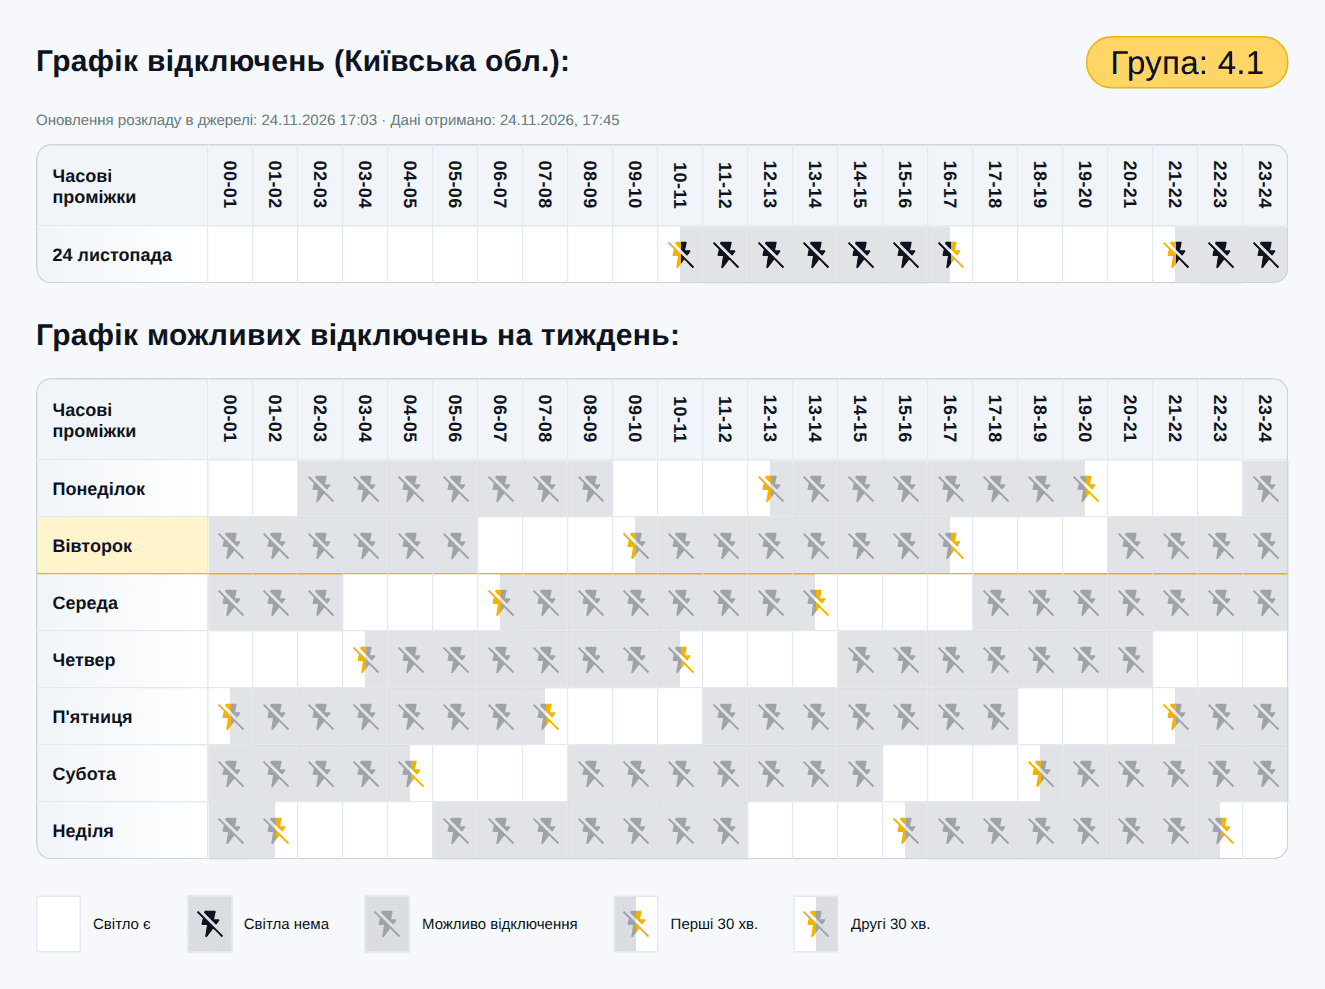 Графік відключень (Київська обл.):
Група: 4.1
Оновлення розкладу в джерелі: 24.11.2026 17:03 · Дані отримано: 24.11.2026, 17:45
Часові проміжки 00-01 01-02 02-03 03-04 04-05 05-06 06-07 07-08 08-09 09-10 10-11 11-12 12-13 13-14 14-15 15-16 16-17 17-18 18-19 19-20 20-21 21-22 22-23 23-24
24 листопада
Графік можливих відключень на тиждень:
Часові проміжки 00-01 01-02 02-03 03-04 04-05 05-06 06-07 07-08 08-09 09-10 10-11 11-12 12-13 13-14 14-15 15-16 16-17 17-18 18-19 19-20 20-21 21-22 22-23 23-24
Понеділок
Вівторок
Середа
Четвер
П'ятниця
Субота
Неділя
Світло є Світла нема Можливо відключення Перші 30 хв. Другі 30 хв.